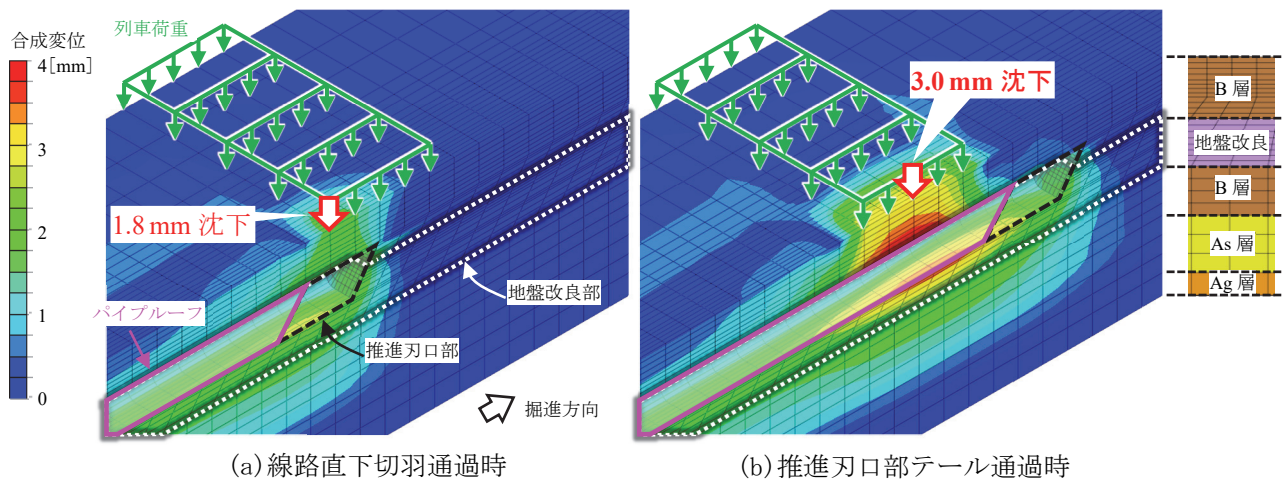 合成変位
4[mm]
3
2
1
0
列車荷重
1.8 mm 沈下
パイプルーフ
推進刃口部
地盤改良部
掘進方向
(a)線路直下切羽通過時
3.0 mm 沈下
(b)推進刃口部テール通過時
B 層
地盤改良
B 層
As 層
Ag 層